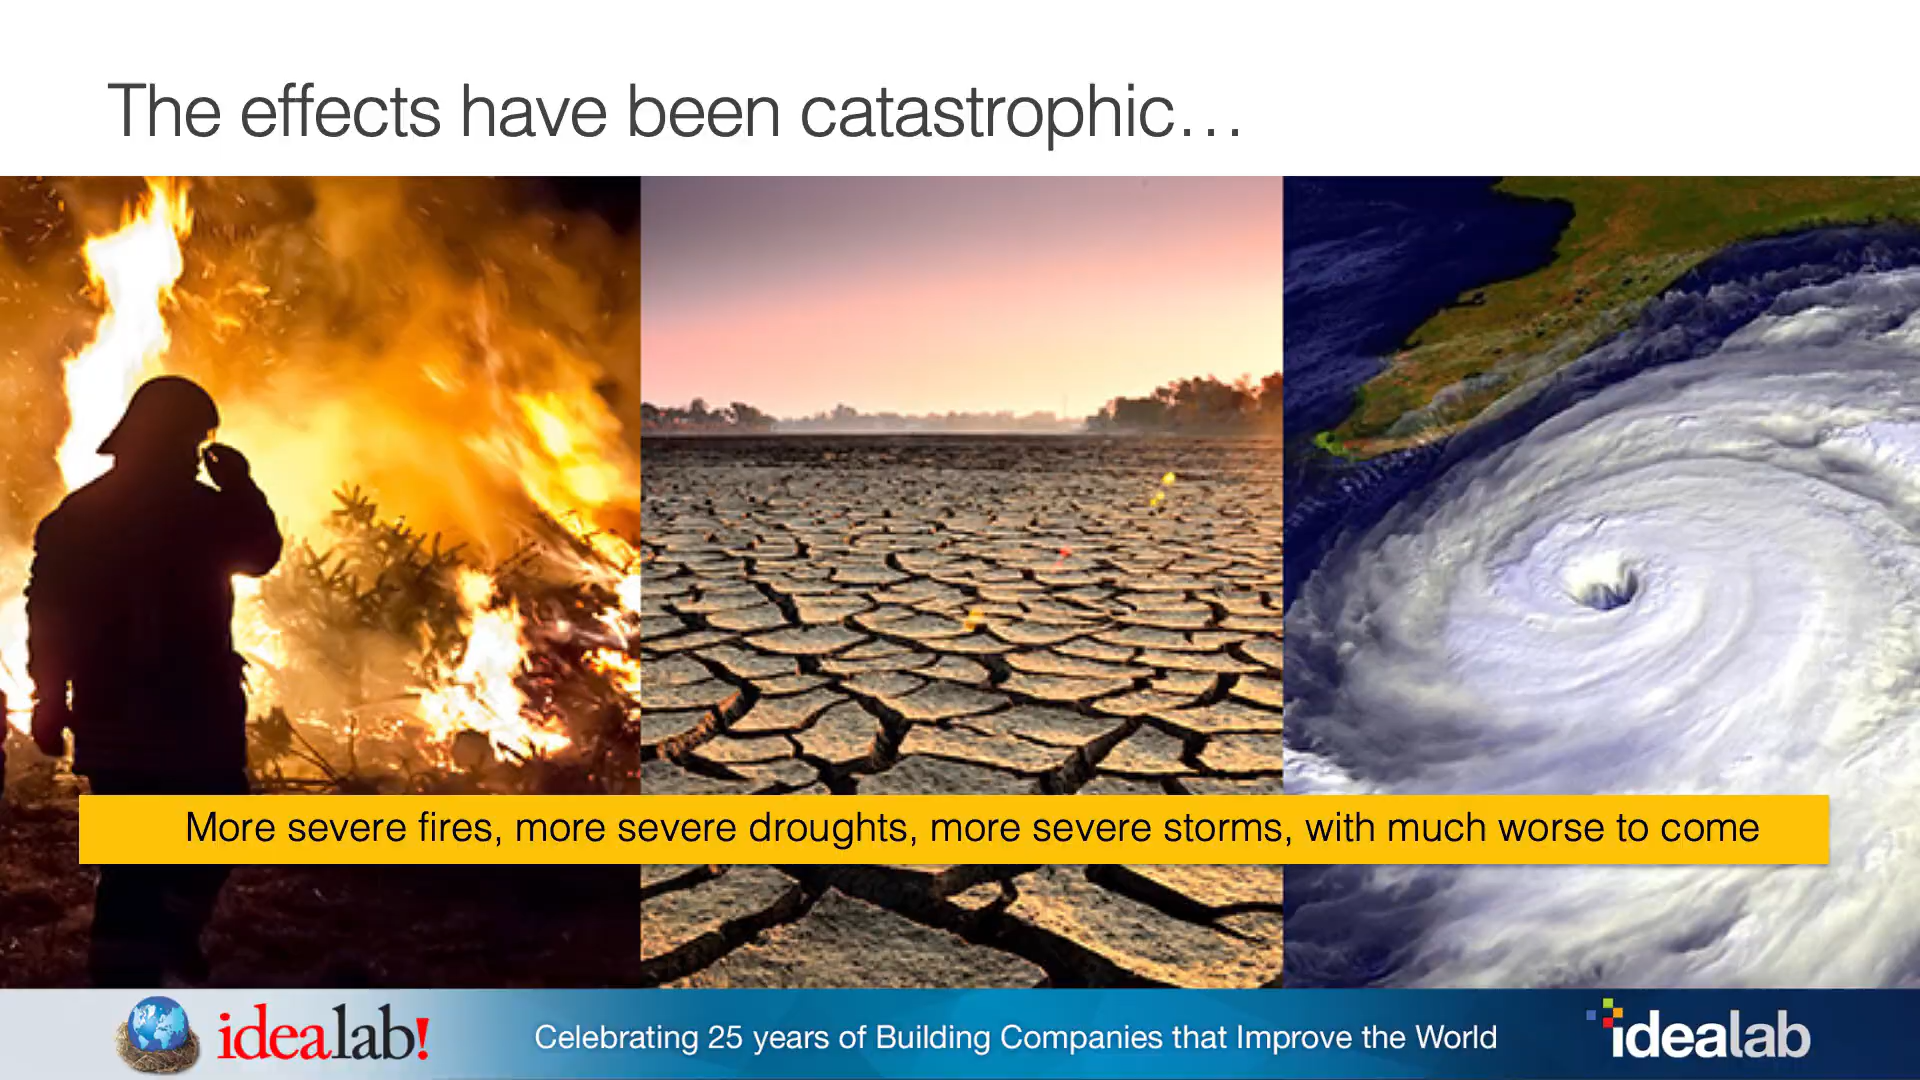 The effects have been catastrophic…
More severe fires, more severe droughts, more severe storms, with much worse to come
idealab!
Celebrating 25 years of Building Companies that Improve the World
idealab